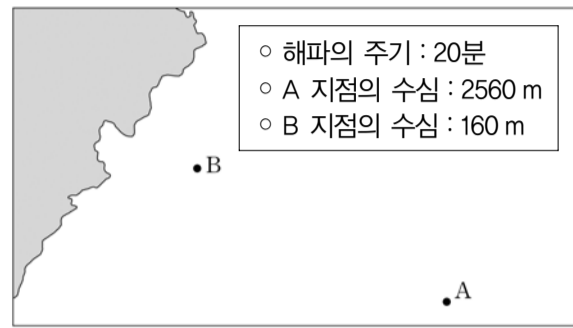 ○ 해파의 주기 : 20분
○ A 지점의 수심 : 2560 m
○ B 지점의 수심 : 160 m
B
A